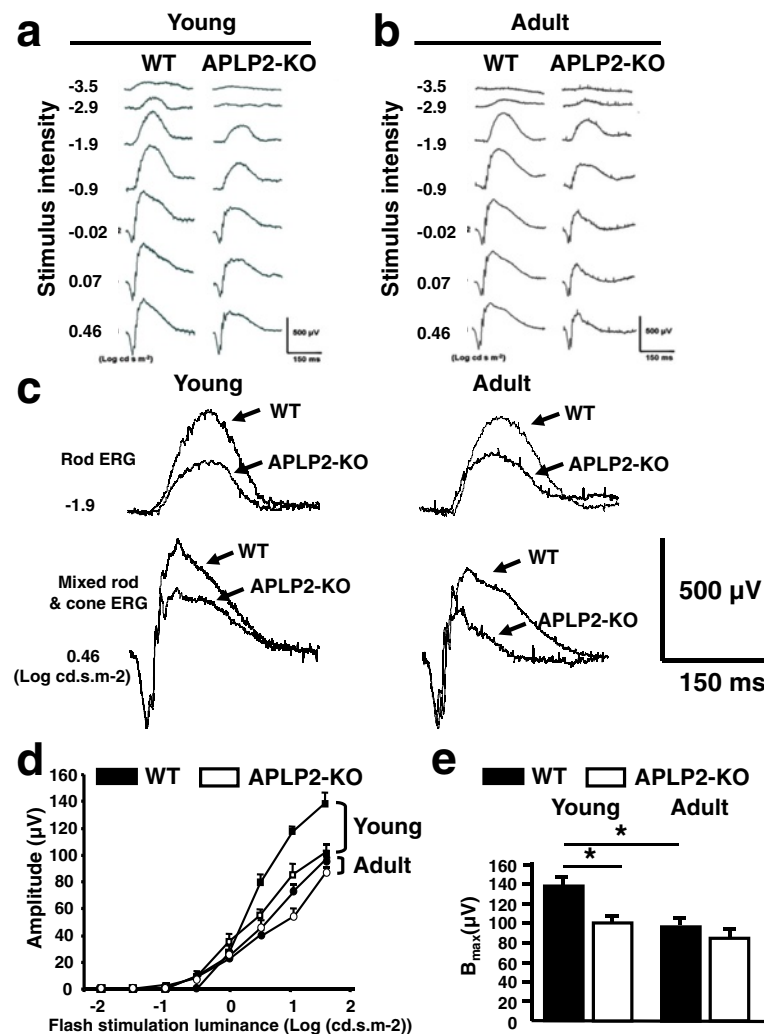 a
Young
WT APLP2-KO
Stimulus intensity
-3.5
-2.9
-1.9
-0.9
-0.02
0.07
0.46
(Log cd s m⁻²)
500 µV
150 ms
b
Adult
WT APLP2-KO
Stimulus intensity
-3.5
-2.9
-1.9
-0.9
-0.02
0.07
0.46
(Log cd s m⁻²)
500 µV
150 ms
c
Young
Adult
Rod ERG
-1.9
WT
APLP2-KO
WT
APLP2-KO
Mixed rod
& cone ERG
0.46
(Log cd.s.m-2)
WT
APLP2-KO
WT
APLP2-KO
500 µV
150 ms
d
WT APLP2-KO
Amplitude (µV)
160
140
120
100
80
60
40
20
0
-2 -1 0 1 2
Flash stimulation luminance (Log (cd.s.m-2))
Young
Adult
e
WT APLP2-KO
Young Adult
*
*
Bmax(µV)
160
140
120
100
80
60
40
20
0